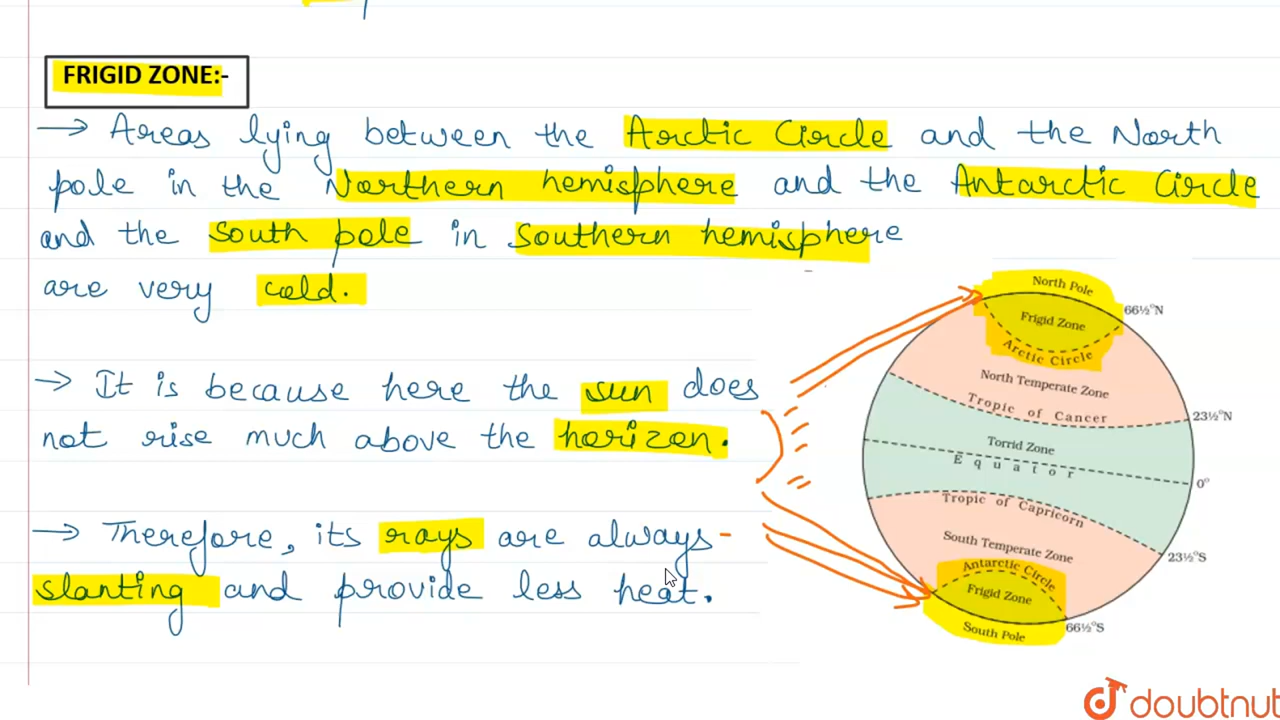 FRIGID ZONE:-
→ Areas lying between the Arctic Circle and the North
pole in the Northern hemisphere and the Antarctic Circle
and the south pole in southern hemisphere
are very cold.
→ It is because here the sun does
not rise much above the horizon.
→ Therefore, its rays are always -
slanting and provide less heat.
North Pole
66½°N
Frigid Zone
Arctic Circle
North Temperate Zone
Tropic of Cancer
23½°N
Torrid Zone
Equator
0°
Tropic of Capricorn
South Temperate Zone
23½°S
Antarctic Circle
Frigid Zone
66½°S
South Pole
doubtnut